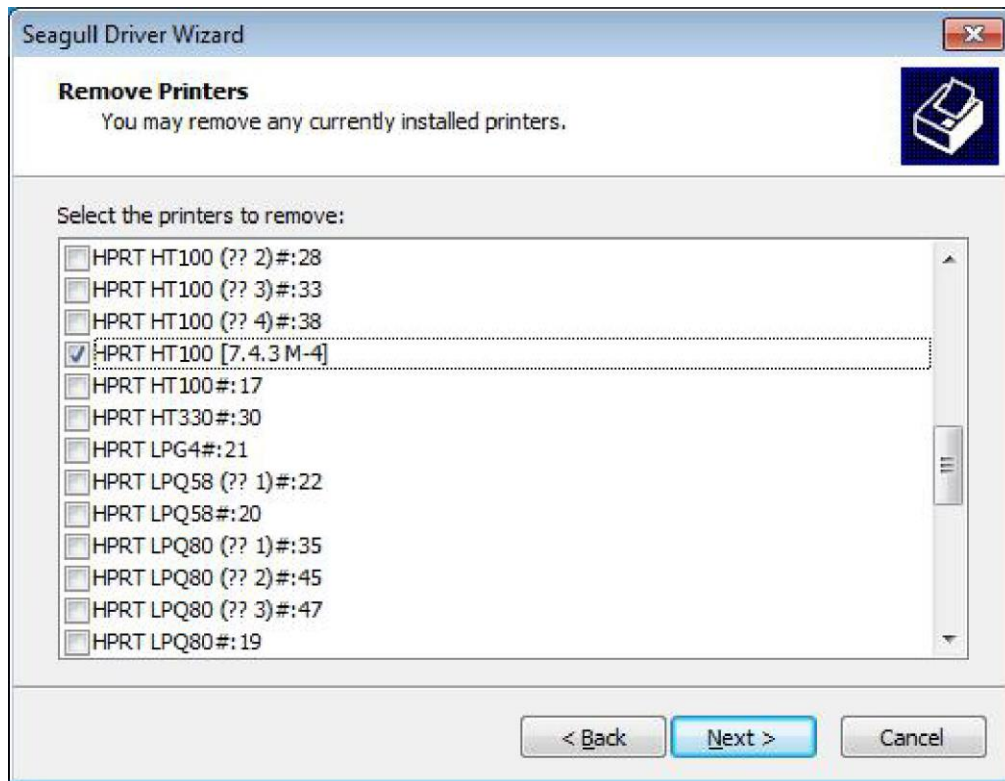 Seagull Driver Wizard
Remove Printers
You may remove any currently installed printers.
Select the printers to remove:
HPRT HT100 (?? 2)#:28
HPRT HT100 (?? 3)#:33
HPRT HT100 (?? 4)#:38
HPRT HT100 [7.4.3 M-4]
HPRT HT100#:17
HPRT HT330#:30
HPRT LPG4#:21
HPRT LPQ58 (?? 1)#:22
HPRT LPQ58#:20
HPRT LPQ80 (?? 1)#:35
HPRT LPQ80 (?? 2)#:45
HPRT LPQ80 (?? 3)#:47
HPRT LPQ80#:19
< Back Next > Cancel